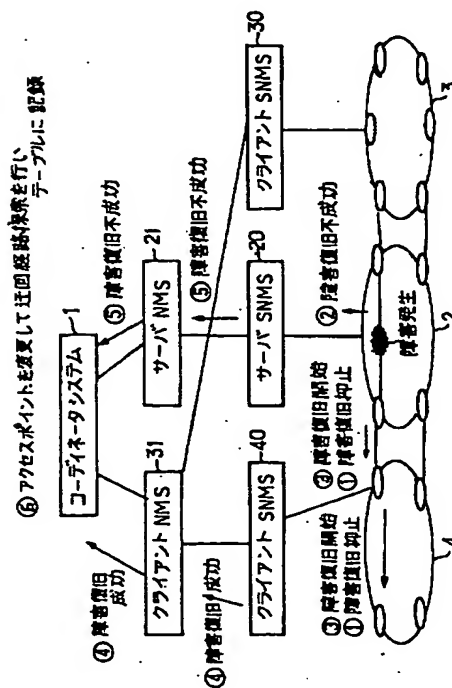 ⑥ アクセスポイントを変更して迂回経路探索を行い
テーブルに記録
1
コーディネータシステム
⑤ 障害復旧不成功
21
サーバ NMS
⑤ 障害復旧不成功
31
クライアント NMS
④ 障害復旧
成功
30
クライアント SNMS
20
サーバ SNMS
40
クライアント SNMS
④ 障害復旧成功
② 障害復旧不成功
障害発生
③ 障害復旧開始
① 障害復旧抑止
③ 障害復旧開始
① 障害復旧抑止
3
2
4